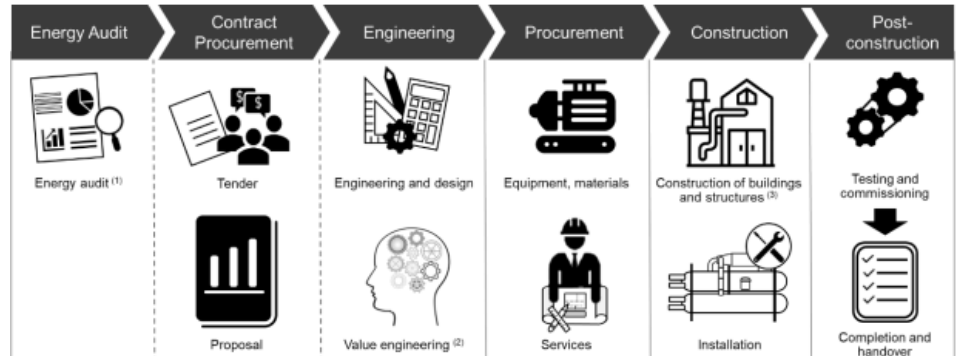 Energy Audit
Contract
Procurement
Engineering
Procurement
Construction
Post-
construction
Energy audit (1)
Tender
Engineering and design
Equipment, materials
Construction of buildings
and structures (3)
Testing and
commissioning
Proposal
Value engineering (2)
Services
Installation
Completion and
handover